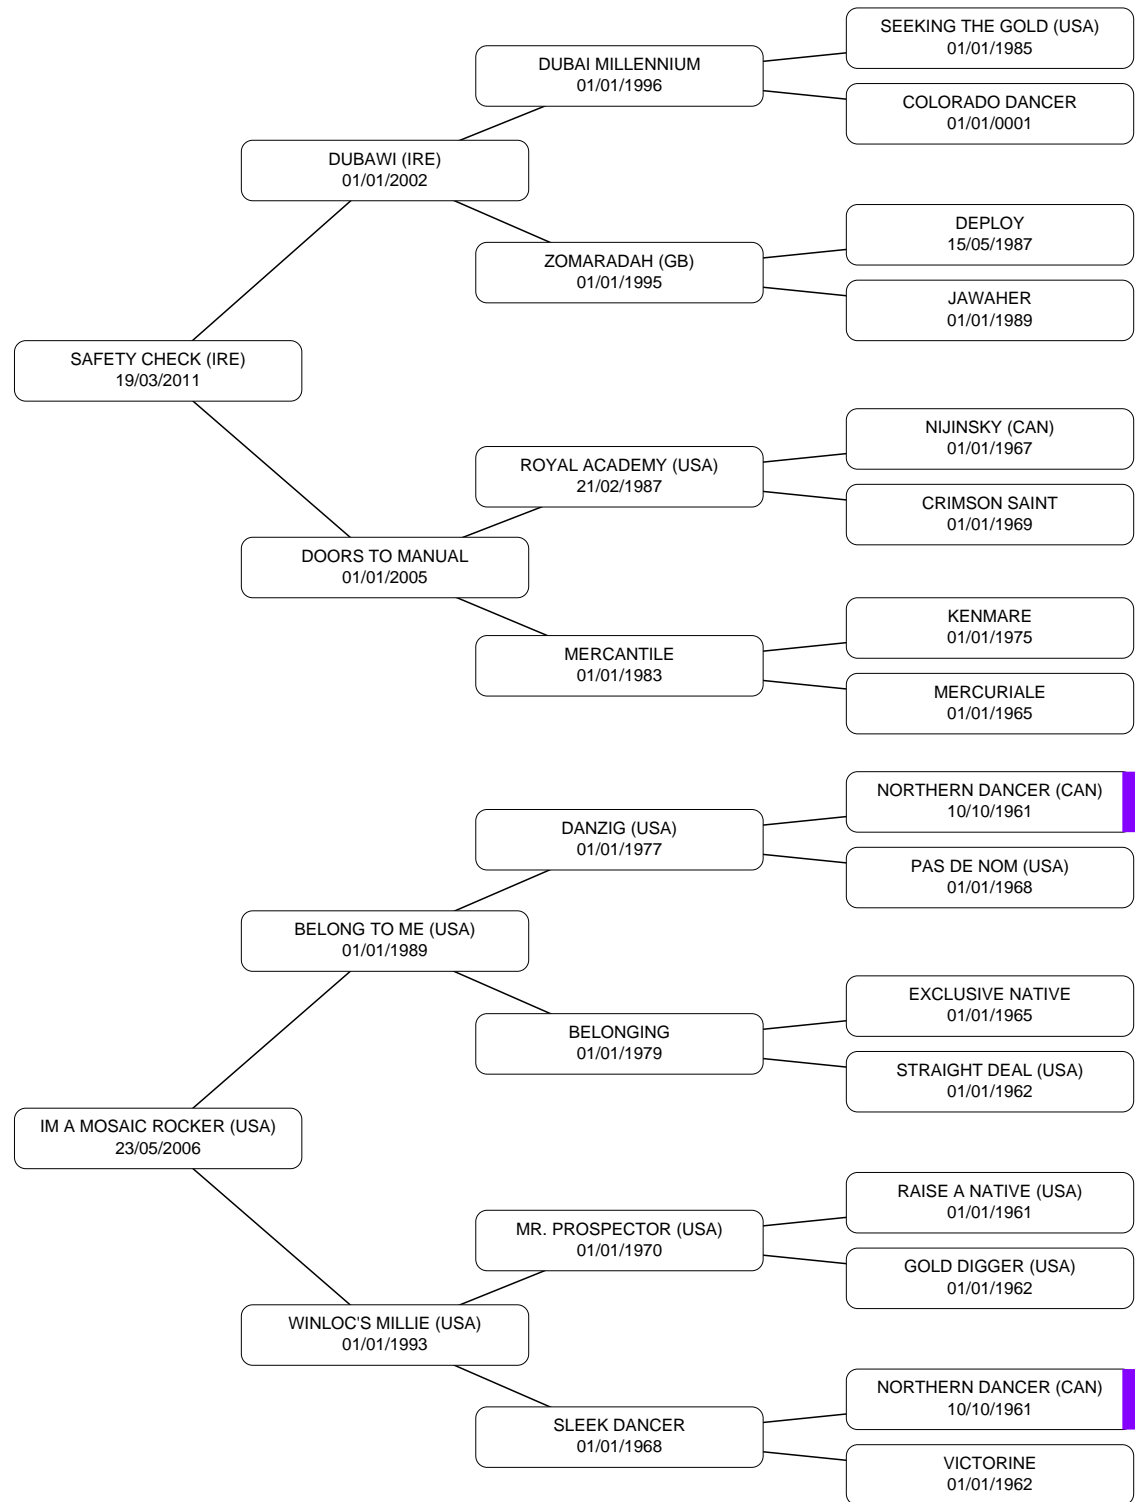 SEEKING THE GOLD (USA)
01/01/1985
DUBAI MILLENNIUM
01/01/1996
COLORADO DANCER
01/01/0001
DUBAWI (IRE)
01/01/2002
DEPLOY
15/05/1987
ZOMARADAH (GB)
01/01/1995
JAWAHER
01/01/1989
SAFETY CHECK (IRE)
19/03/2011
NIJINSKY (CAN)
01/01/1967
ROYAL ACADEMY (USA)
21/02/1987
CRIMSON SAINT
01/01/1969
DOORS TO MANUAL
01/01/2005
KENMARE
01/01/1975
MERCANTILE
01/01/1983
MERCURIALE
01/01/1965
NORTHERN DANCER (CAN)
10/10/1961
DANZIG (USA)
01/01/1977
PAS DE NOM (USA)
01/01/1968
BELONG TO ME (USA)
01/01/1989
EXCLUSIVE NATIVE
01/01/1965
BELONGING
01/01/1979
STRAIGHT DEAL (USA)
01/01/1962
IM A MOSAIC ROCKER (USA)
23/05/2006
RAISE A NATIVE (USA)
01/01/1961
MR. PROSPECTOR (USA)
01/01/1970
GOLD DIGGER (USA)
01/01/1962
WINLOC'S MILLIE (USA)
01/01/1993
NORTHERN DANCER (CAN)
10/10/1961
SLEEK DANCER
01/01/1968
VICTORINE
01/01/1962